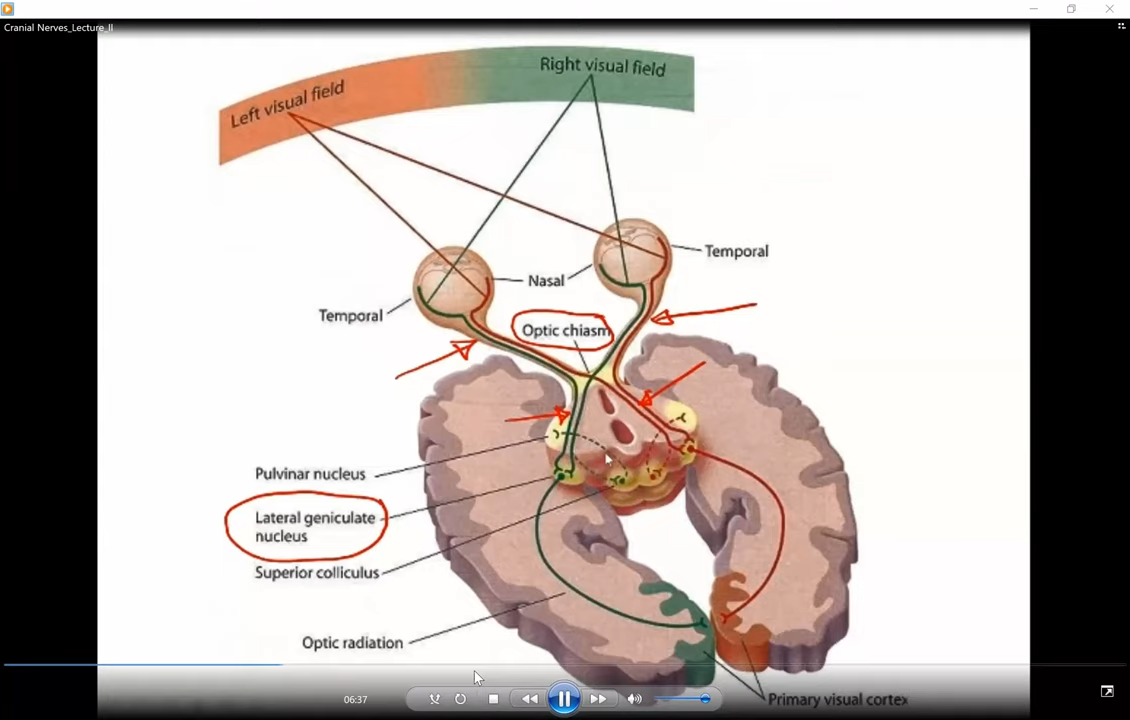 Cranial Nerves_Lecture_II
Left visual field
Right visual field
Temporal
Nasal
Temporal
Optic chiasm
Pulvinar nucleus
Lateral geniculate
nucleus
Superior colliculus
Optic radiation
Primary visual cortex
06:37